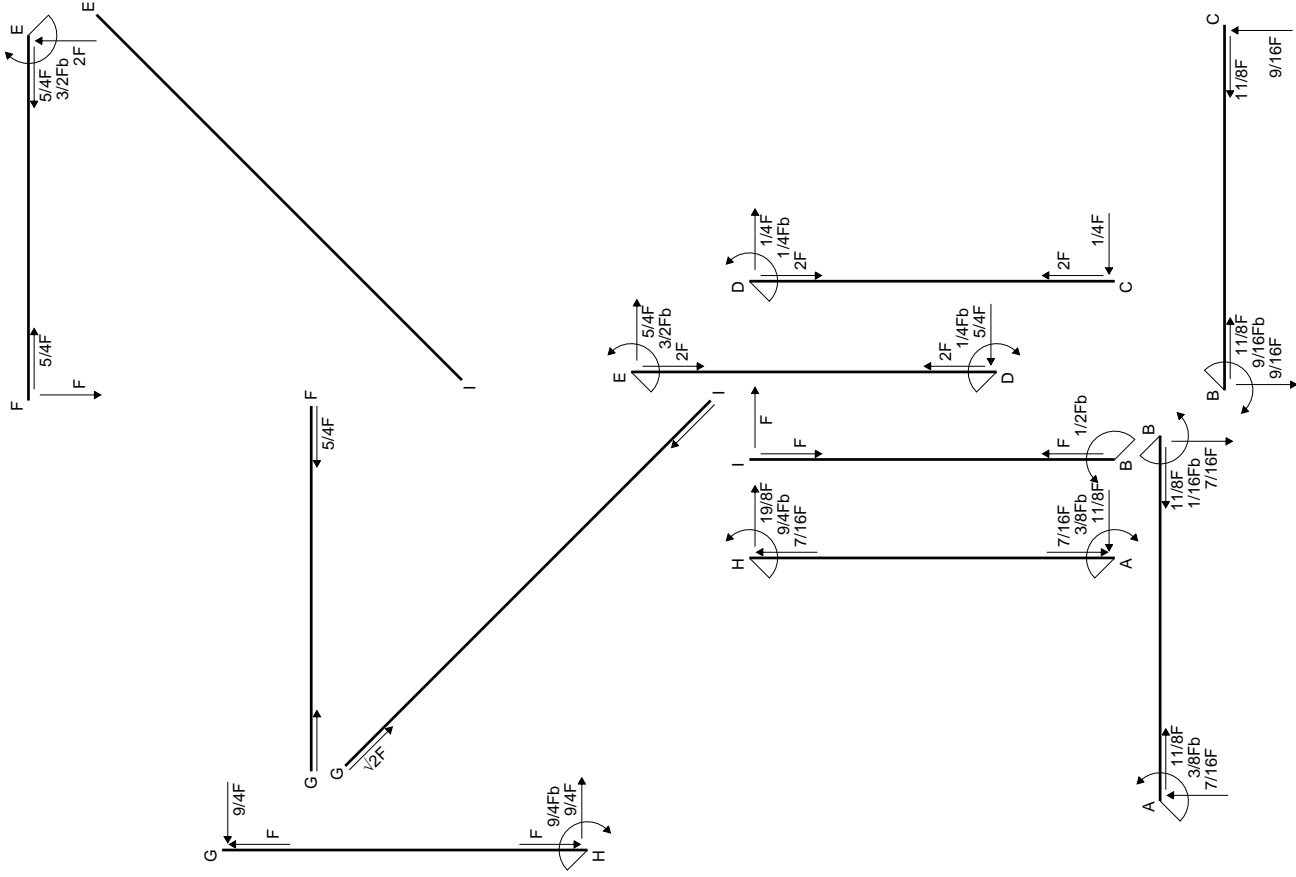 E
E
F
5/4F
F
5/4F
3/2Fb
2F
I
G
F
5/4F
G
√2F
I
G
9/4F
F
F
9/4Fb
9/4F
H
E
5/4F
3/2Fb
2F
2F
1/4Fb
5/4F
D
D
1/4F
1/4Fb
2F
2F
1/4F
C
I
F
F
F
1/2Fb
B
H
19/8F
9/4Fb
7/16F
7/16F
3/8Fb
11/8F
A
A
11/8F
3/8Fb
7/16F
B
11/8F
1/16Fb
7/16F
B
11/8F
9/16Fb
9/16F
C
11/8F
9/16F